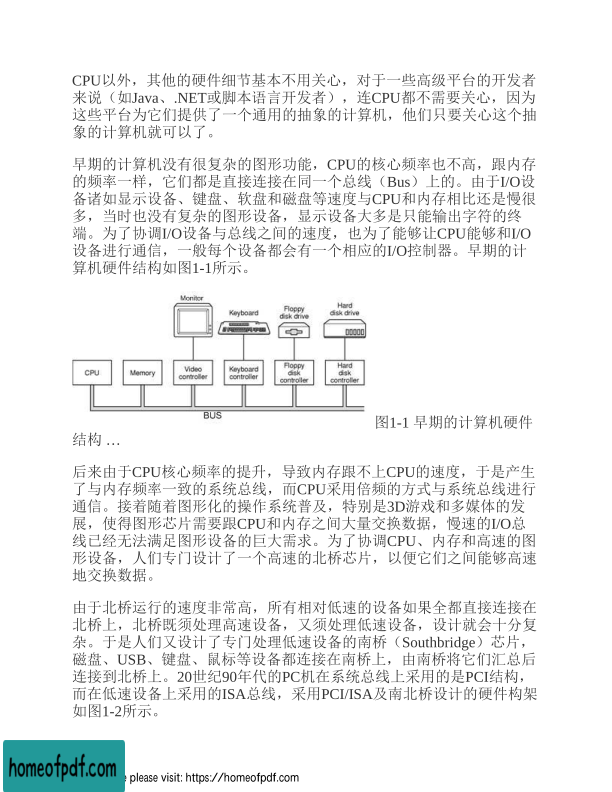 CPU以外，其他的硬件细节基本不用关心，对于一些高级平台的开发者
来说（如Java、.NET或脚本语言开发者），连CPU都不需要关心，因为
这些平台为它们提供了一个通用的抽象的计算机，他们只要关心这个抽
象的计算机就可以了。
早期的计算机没有很复杂的图形功能，CPU的核心频率也不高，跟内存
的频率一样，它们都是直接连接在同一个总线（Bus）上的。由于I/O设
备诸如显示设备、键盘、软盘和磁盘等速度与CPU和内存相比还是慢很
多，当时也没有复杂的图形设备，显示设备大多是只能输出字符的终
端。为了协调I/O设备与总线之间的速度，也为了能够让CPU能够和I/O
设备进行通信，一般每个设备都会有一个相应的I/O控制器。早期的计
算机硬件结构如图1-1所示。
Monitor
Keyboard
Floppy
disk drive
Hard
disk drive
CPU
Memory
Video
controller
Keyboard
controller
Floppy
disk
controller
Hard
disk
controller
BUS
图1-1 早期的计算机硬件
结构 …
后来由于CPU核心频率的提升，导致内存跟不上CPU的速度，于是产生
了与内存频率一致的系统总线，而CPU采用倍频的方式与系统总线进行
通信。接着随着图形化的操作系统普及，特别是3D游戏和多媒体的发
展，使得图形芯片需要跟CPU和内存之间大量交换数据，慢速的I/O总
线已经无法满足图形设备的巨大需求。为了协调CPU、内存和高速的图
形设备，人们专门设计了一个高速的北桥芯片，以便它们之间能够高速
地交换数据。
由于北桥运行的速度非常高，所有相对低速的设备如果全都直接连接在
北桥上，北桥既须处理高速设备，又须处理低速设备，设计就会十分复
杂。于是人们又设计了专门处理低速设备的南桥（Southbridge）芯片，
磁盘、USB、键盘、鼠标等设备都连接在南桥上，由南桥将它们汇总后
连接到北桥上。20世纪90年代的PC机在系统总线上采用的是PCI结构，
而在低速设备上采用的ISA总线，采用PCI/ISA及南北桥设计的硬件构架
如图1-2所示。
homeofpdf.com
please visit: https://homeofpdf.com